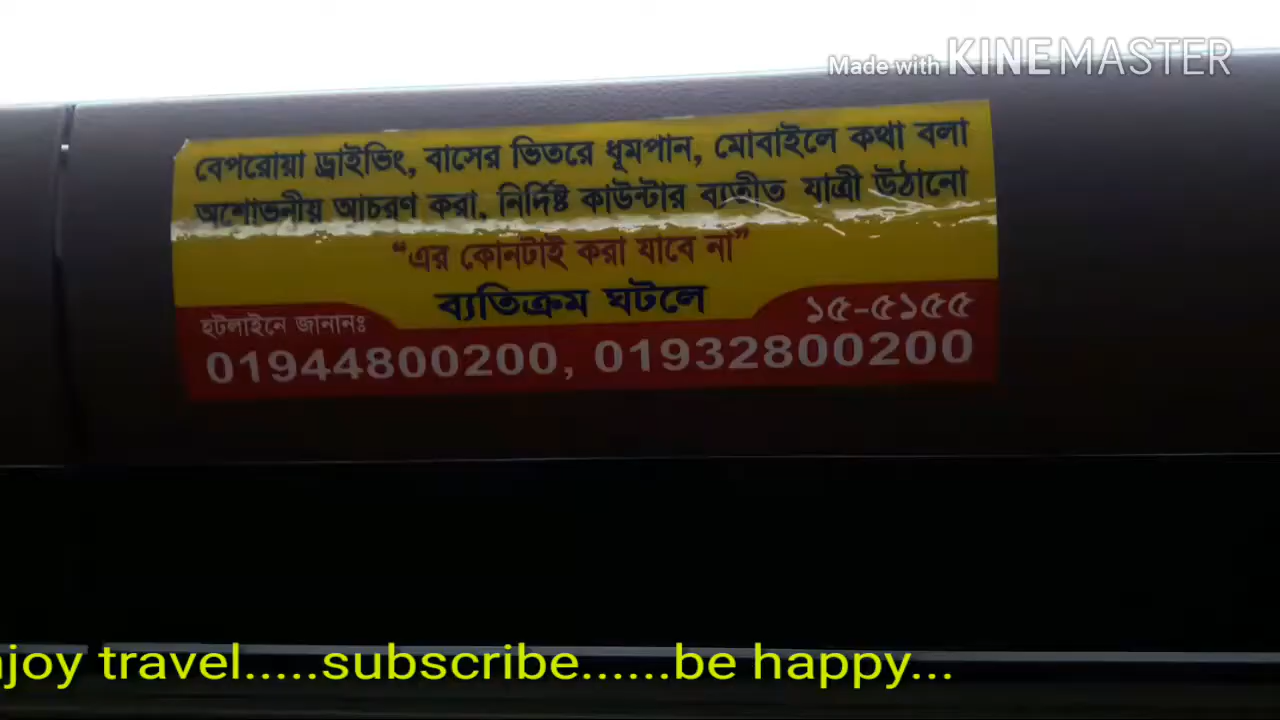 Made with KINEMASTER
বেপরোয়া ড্রাইভিং, বাসের ভিতরে ধূমপান, মোবাইলে কথা বলা
অশোভনীয় আচরণ করা, নির্দিষ্ট কাউন্টার ব্যতীত যাত্রী উঠানো
“এর কোনটাই করা যাবে না”
ব্যতিক্রম ঘটলে
হটলাইনে জানানঃ
১৫-৫১৫৫
01944800200, 01932800200
njoy travel.....subscribe......be happy...